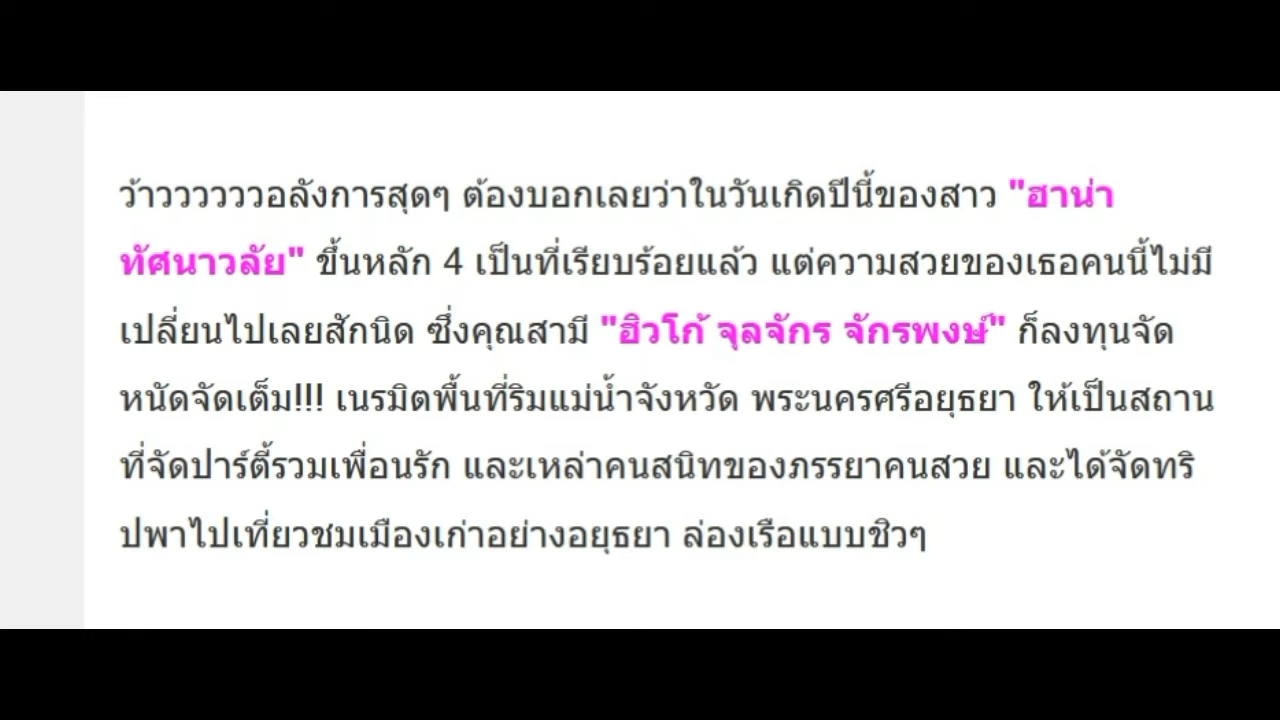 ว้าวววววววอลังการสุดๆ ต้องบอกเลยว่าในวันเกิดปีนี้ของสาว "ฮาน่า
ทัศนาวลัย" ขึ้นหลัก 4 เป็นที่เรียบร้อยแล้ว แต่ความสวยของเธอคนนี้ไม่มี
เปลี่ยนไปเลยสักนิด ซึ่งคุณสามี "ฮิวโก้ จุลจักร จักรพงษ์" ก็ลงทุนจัด
หนัดจัดเต็ม!!! เนรมิตพื้นที่ริมแม่น้ำจังหวัด พระนครศรีอยุธยา ให้เป็นสถาน
ที่จัดปาร์ตี้รวมเพื่อนรัก และเหล่าคนสนิทของภรรยาคนสวย และได้จัดทริ
ปพาไปเที่ยวชมเมืองเก่าอย่างอยุธยา ล่องเรือแบบชิวๆ